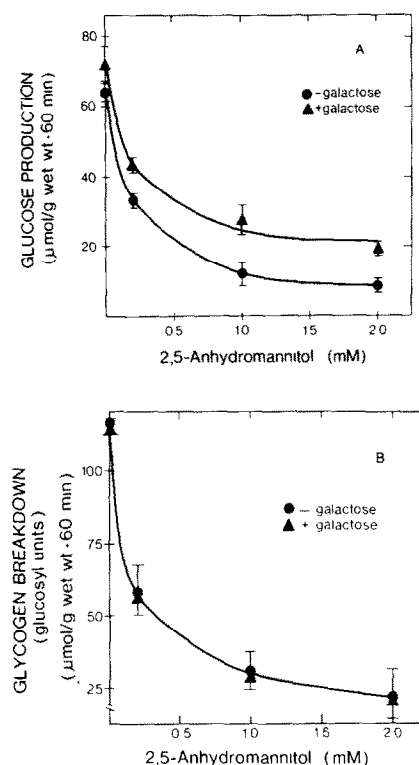 80
60
40
20
A
−galactose
+galactose
GLUCOSE PRODUCTION
(µmol/g wet wt·60 min)
0 5 1.0 1.5 2.0
2,5-Anhydromannitol (mM)
100
75
50
25
B
− galactose
+ galactose
GLYCOGEN BREAKDOWN
(glucosyl units)
(µmol/g wet wt·60 min)
0 5 1 0 1 5 2 0
2,5-Anhydromannitol (mM)